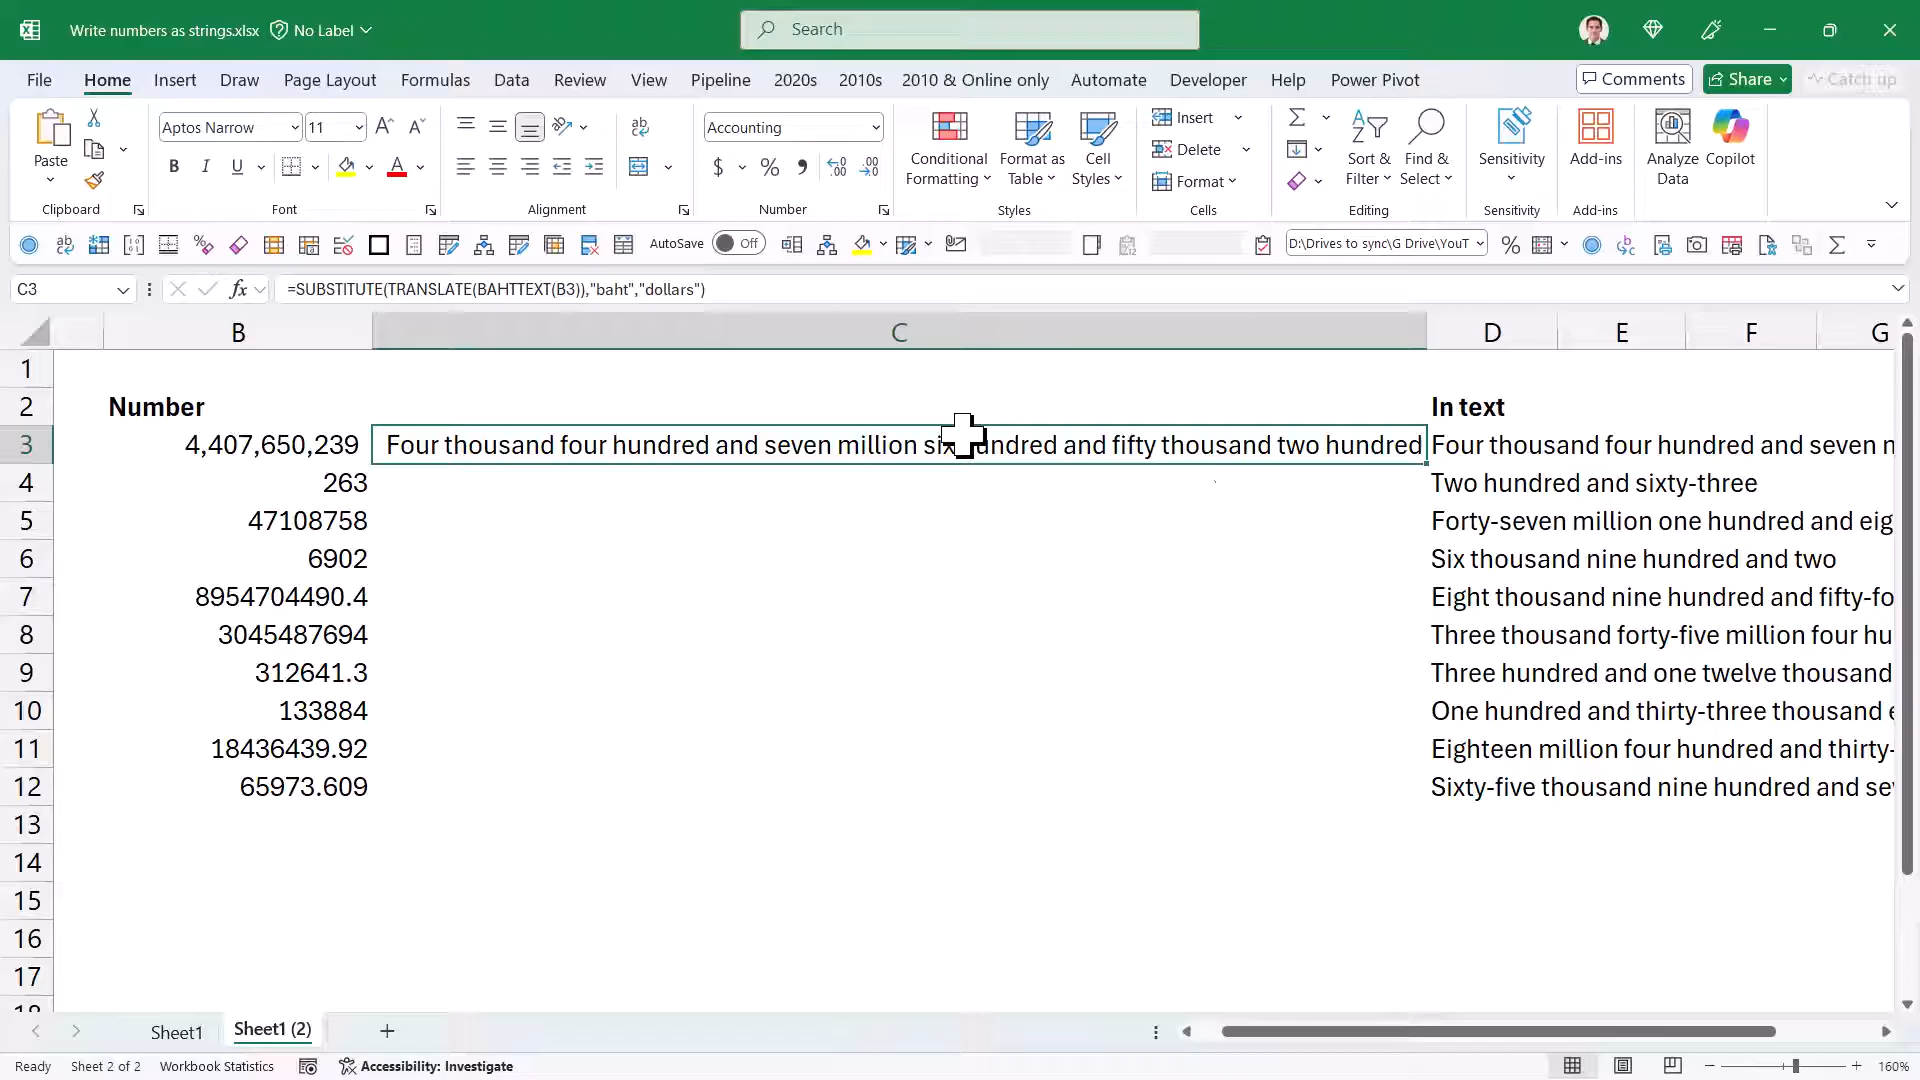 Write numbers as strings.xlsx No Label
Search
File Home Insert Draw Page Layout Formulas Data Review View Pipeline 2020s 2010s 2010 & Online only Automate Developer Help Power Pivot
Comments Share Catch up
Paste
Clipboard
Aptos Narrow 11
B I U
Font
Alignment
Accounting
$ %
Number
Conditional Formatting
Format as Table
Cell Styles
Styles
Insert
Delete
Format
Cells
Sort & Filter
Find & Select
Editing
Sensitivity
Sensitivity
Add-ins
Add-ins
Analyze Data
Copilot
AutoSave Off D:\Drives to sync\G Drive\YouT
C3 fx =SUBSTITUTE(TRANSLATE(BAHTTEXT(B3)),"baht","dollars")
B C D E F G
1
2 Number In text
3 4,407,650,239 Four thousand four hundred and seven million six hundred and fifty thousand two hundred Four thousand four hundred and seven
4 263 Two hundred and sixty-three
5 47108758 Forty-seven million one hundred and eig
6 6902 Six thousand nine hundred and two
7 8954704490.4 Eight thousand nine hundred and fifty-fo
8 3045487694 Three thousand forty-five million four hu
9 312641.3 Three hundred and one twelve thousand
10 133884 One hundred and thirty-three thousand
11 18436439.92 Eighteen million four hundred and thirty-
12 65973.609 Sixty-five thousand nine hundred and se
13
14
15
16
17
18
Sheet1 Sheet1 (2)
Ready Sheet 2 of 2 Workbook Statistics Accessibility: Investigate 160%